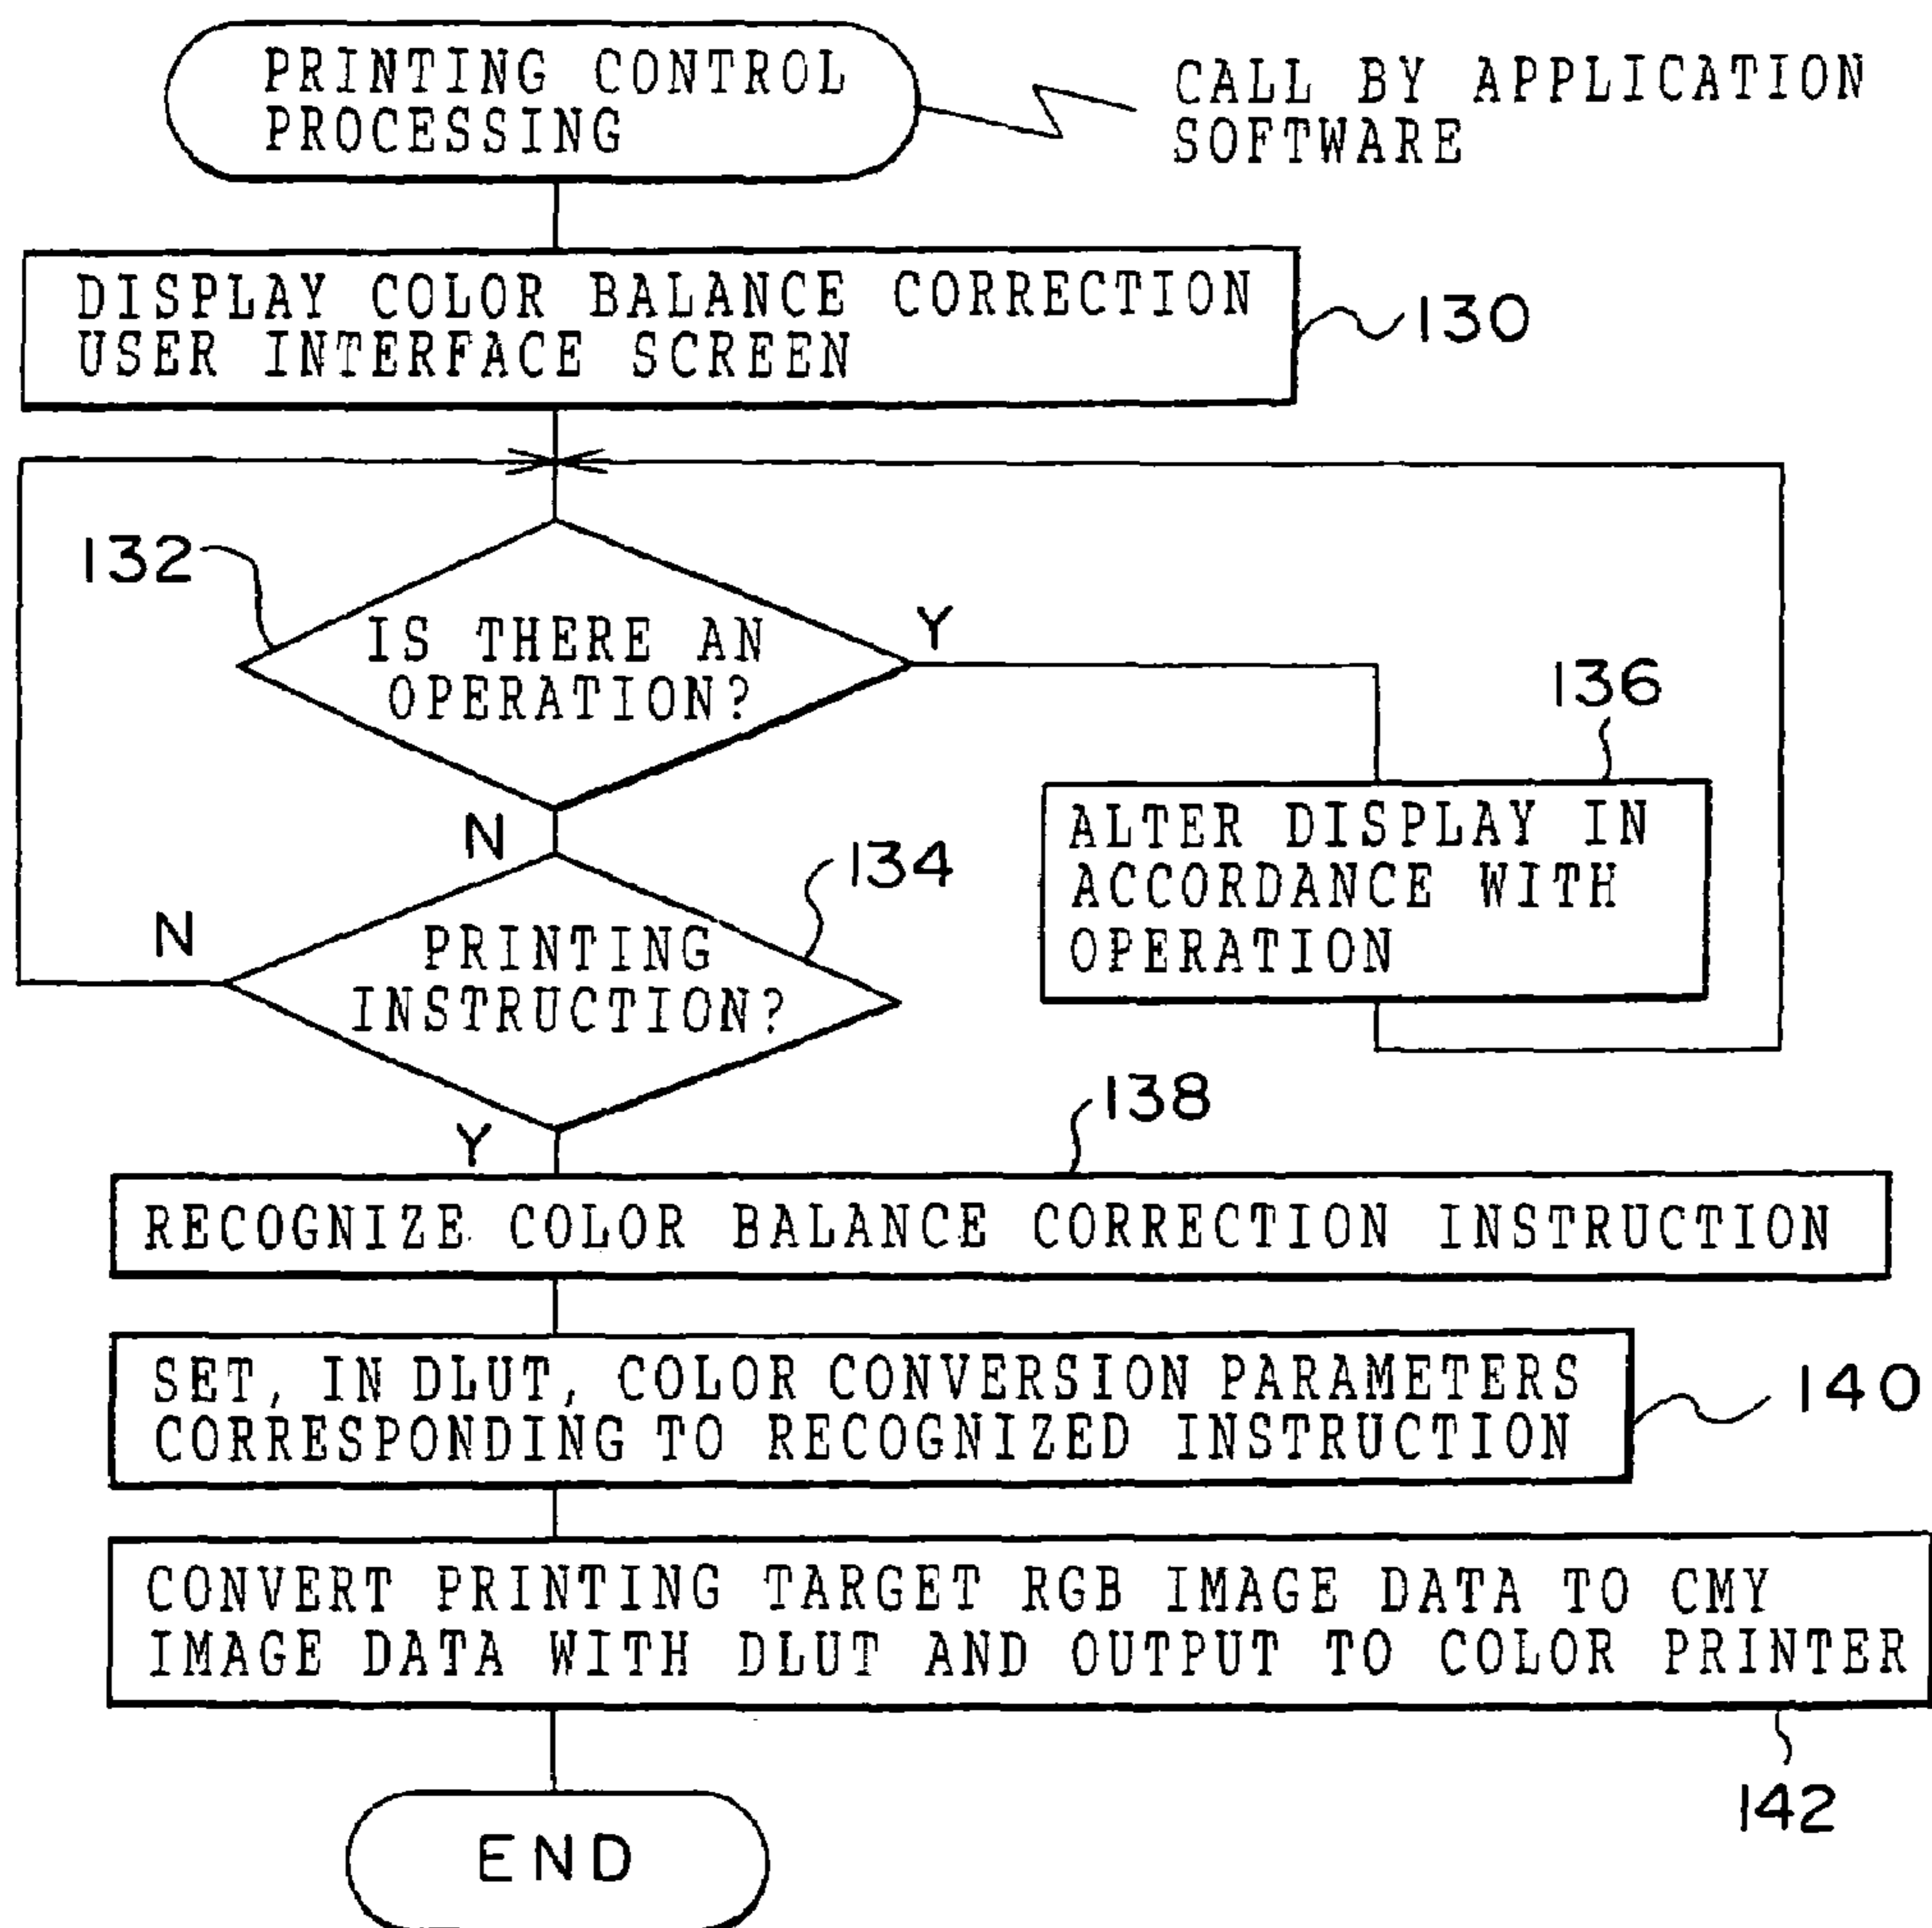 PRINTING CONTROL
PROCESSING
CALL BY APPLICATION
SOFTWARE
DISPLAY COLOR BALANCE CORRECTION
USER INTERFACE SCREEN
130
132
IS THERE AN
OPERATION?
Y
136
N
ALTER DISPLAY IN
ACCORDANCE WITH
OPERATION
134
N
PRINTING
INSTRUCTION?
138
Y
RECOGNIZE COLOR BALANCE CORRECTION INSTRUCTION
SET, IN DLUT, COLOR CONVERSION PARAMETERS
CORRESPONDING TO RECOGNIZED INSTRUCTION
140
CONVERT PRINTING TARGET RGB IMAGE DATA TO CMY
IMAGE DATA WITH DLUT AND OUTPUT TO COLOR PRINTER
142
END